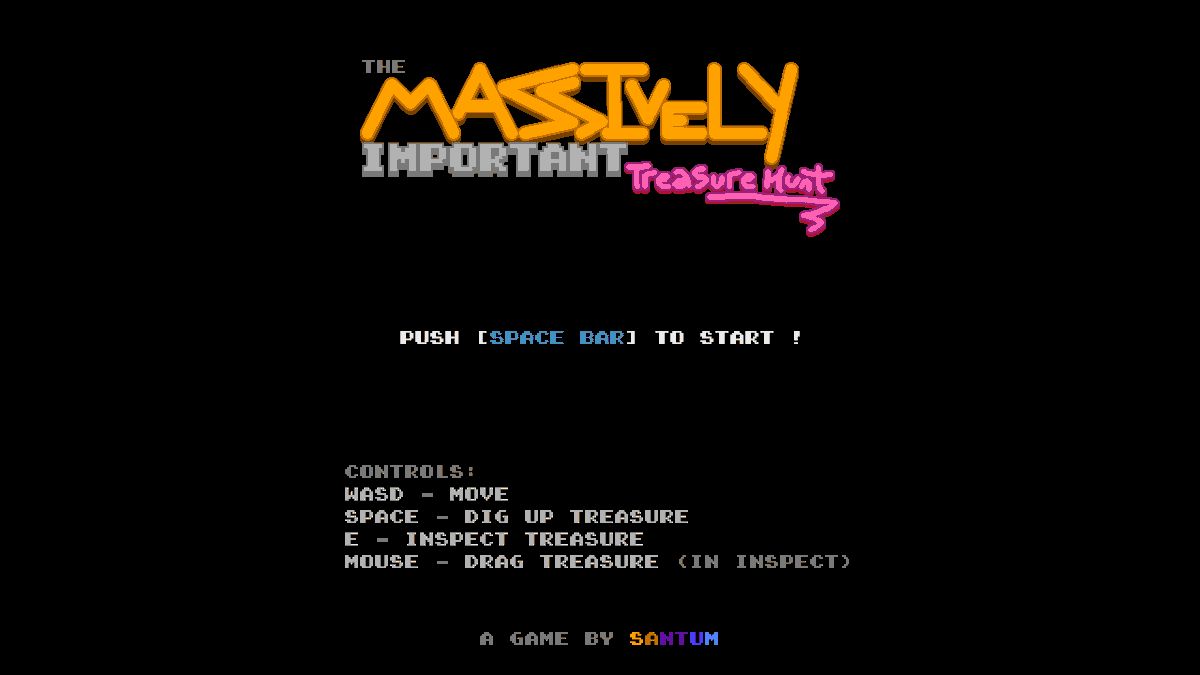 THE
MASSIVELY
IMPORTANT
Treasure Hunt
PUSH [SPACE BAR] TO START !
CONTROLS:
WASD - MOVE
SPACE - DIG UP TREASURE
E - INSPECT TREASURE
MOUSE - DRAG TREASURE (IN INSPECT)
A GAME BY SANTUM